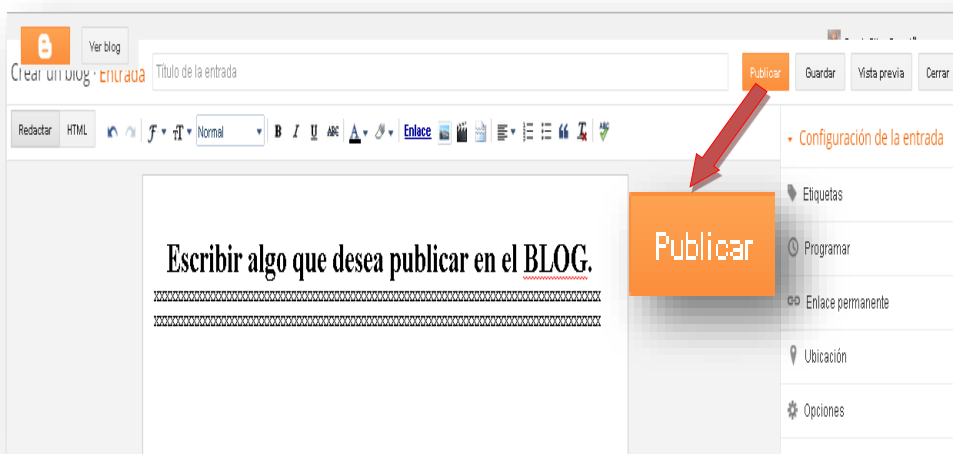 Ver blog
Crear un blog · Entrada
Título de la entrada
Publicar
Guardar
Vista previa
Cerrar
Redactar
HTML
Normal
B I U ABC A Enlace
Configuración de la entrada
Etiquetas
Publicar
Programar
Escribir algo que desea publicar en el BLOG.
Enlace permanente
Ubicación
Opciones